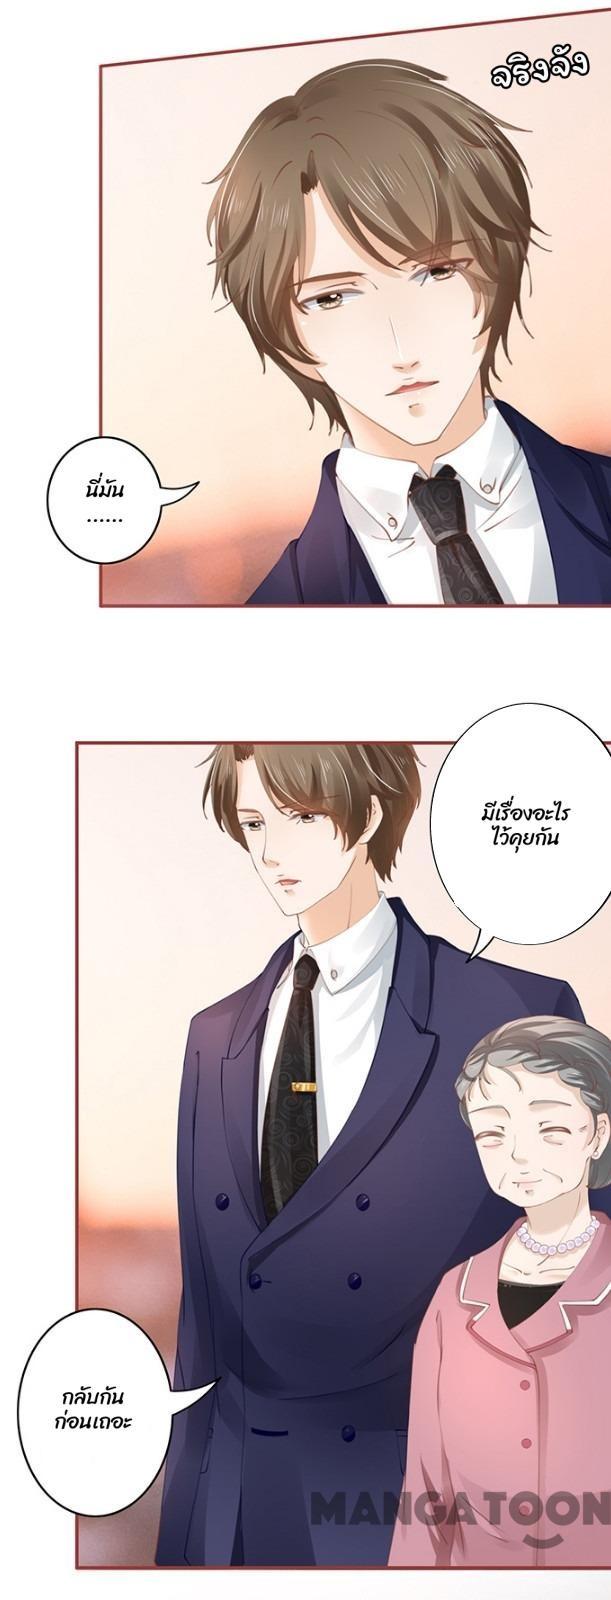 จริงจัง
นี่มัน
......
มีเรื่องอะไร
ไว้คุยกัน
กลับกัน
ก่อนเถอะ
MANGATOON